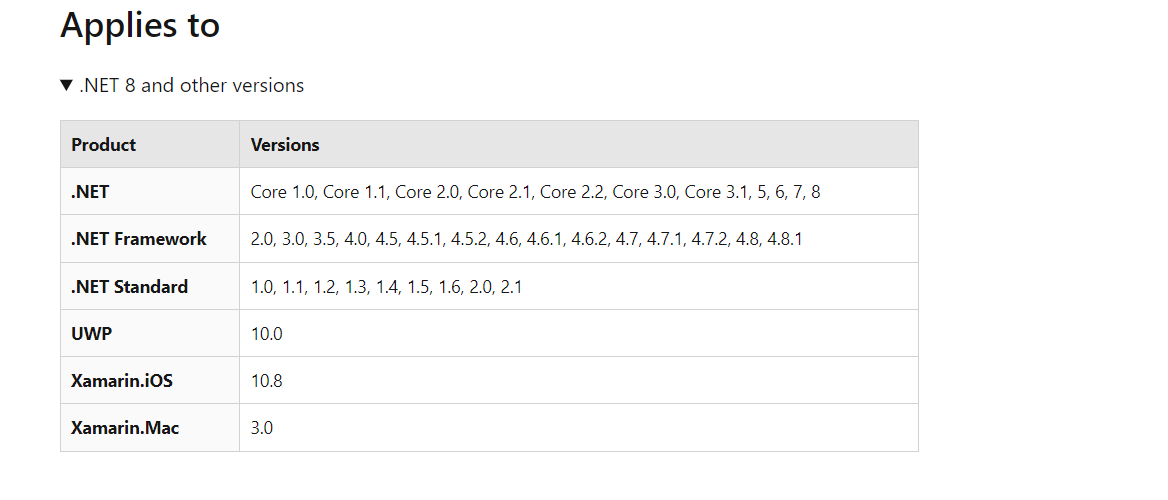 Applies to
▼ .NET 8 and other versions
Product Versions
.NET Core 1.0, Core 1.1, Core 2.0, Core 2.1, Core 2.2, Core 3.0, Core 3.1, 5, 6, 7, 8
.NET Framework 2.0, 3.0, 3.5, 4.0, 4.5, 4.5.1, 4.5.2, 4.6, 4.6.1, 4.6.2, 4.7, 4.7.1, 4.7.2, 4.8, 4.8.1
.NET Standard 1.0, 1.1, 1.2, 1.3, 1.4, 1.5, 1.6, 2.0, 2.1
UWP 10.0
Xamarin.iOS 10.8
Xamarin.Mac 3.0